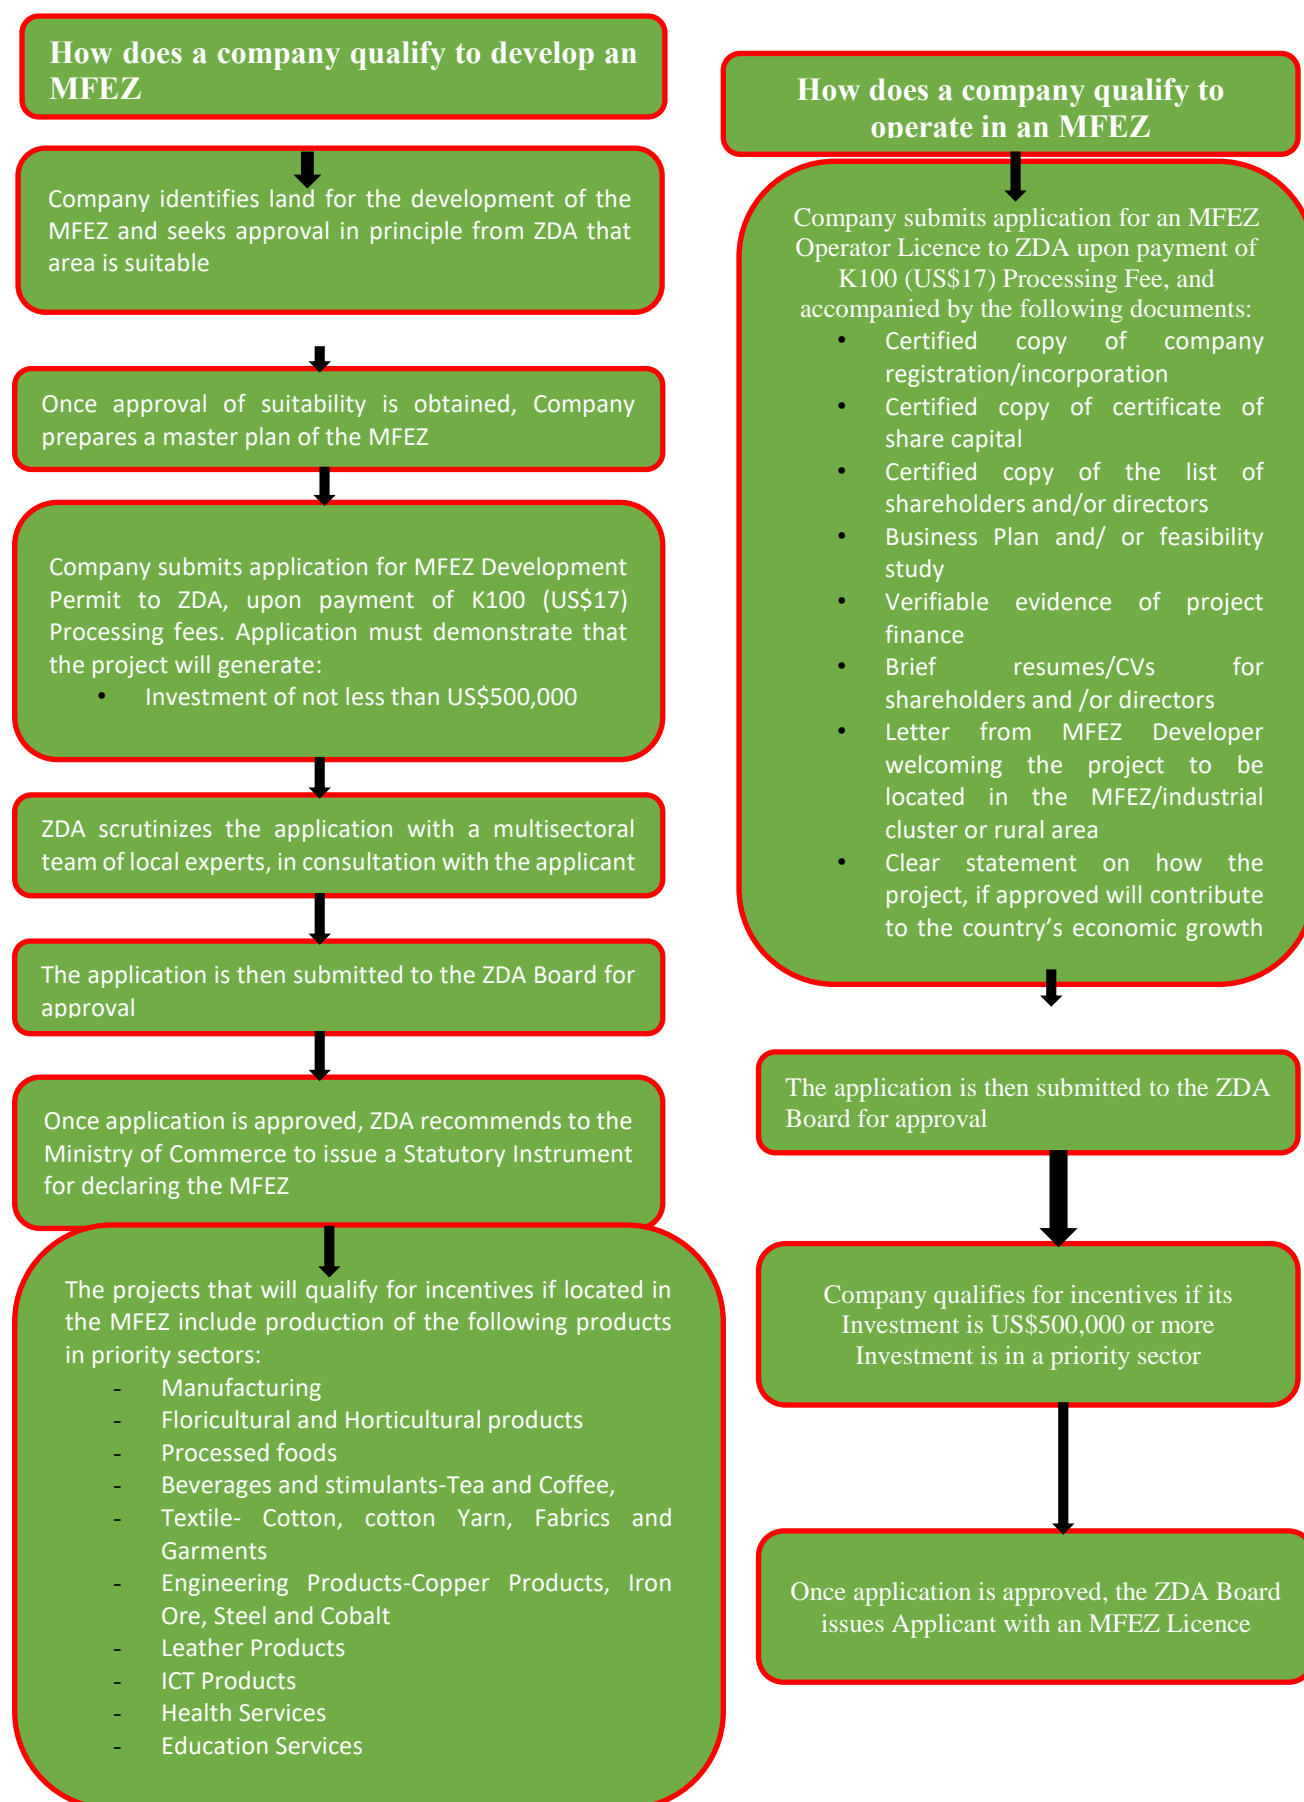 How does a company qualify to develop an
MFEZ
Company identifies land for the development of the
MFEZ and seeks approval in principle from ZDA that
area is suitable
Once approval of suitability is obtained, Company
prepares a master plan of the MFEZ
Company submits application for MFEZ Development
Permit to ZDA, upon payment of K100 (US$17)
Processing fees. Application must demonstrate that
the project will generate:
• Investment of not less than US$500,000
ZDA scrutinizes the application with a multisectoral
team of local experts, in consultation with the applicant
The application is then submitted to the ZDA Board for
approval
Once application is approved, ZDA recommends to the
Ministry of Commerce to issue a Statutory Instrument
for declaring the MFEZ
The projects that will qualify for incentives if located in
the MFEZ include production of the following products
in priority sectors:
- Manufacturing
- Floricultural and Horticultural products
- Processed foods
- Beverages and stimulants-Tea and Coffee,
- Textile- Cotton, cotton Yarn, Fabrics and
Garments
- Engineering Products-Copper Products, Iron
Ore, Steel and Cobalt
- Leather Products
- ICT Products
- Health Services
- Education Services
How does a company qualify to
operate in an MFEZ
Company submits application for an MFEZ
Operator Licence to ZDA upon payment of
K100 (US$17) Processing Fee, and
accompanied by the following documents:
• Certified copy of company
registration/incorporation
• Certified copy of certificate of
share capital
• Certified copy of the list of
shareholders and/or directors
• Business Plan and/ or feasibility
study
• Verifiable evidence of project
finance
• Brief resumes/CVs for
shareholders and /or directors
• Letter from MFEZ Developer
welcoming the project to be
located in the MFEZ/industrial
cluster or rural area
• Clear statement on how the
project, if approved will contribute
to the country’s economic growth
The application is then submitted to the ZDA
Board for approval
Company qualifies for incentives if its
Investment is US$500,000 or more
Investment is in a priority sector
Once application is approved, the ZDA Board
issues Applicant with an MFEZ Licence